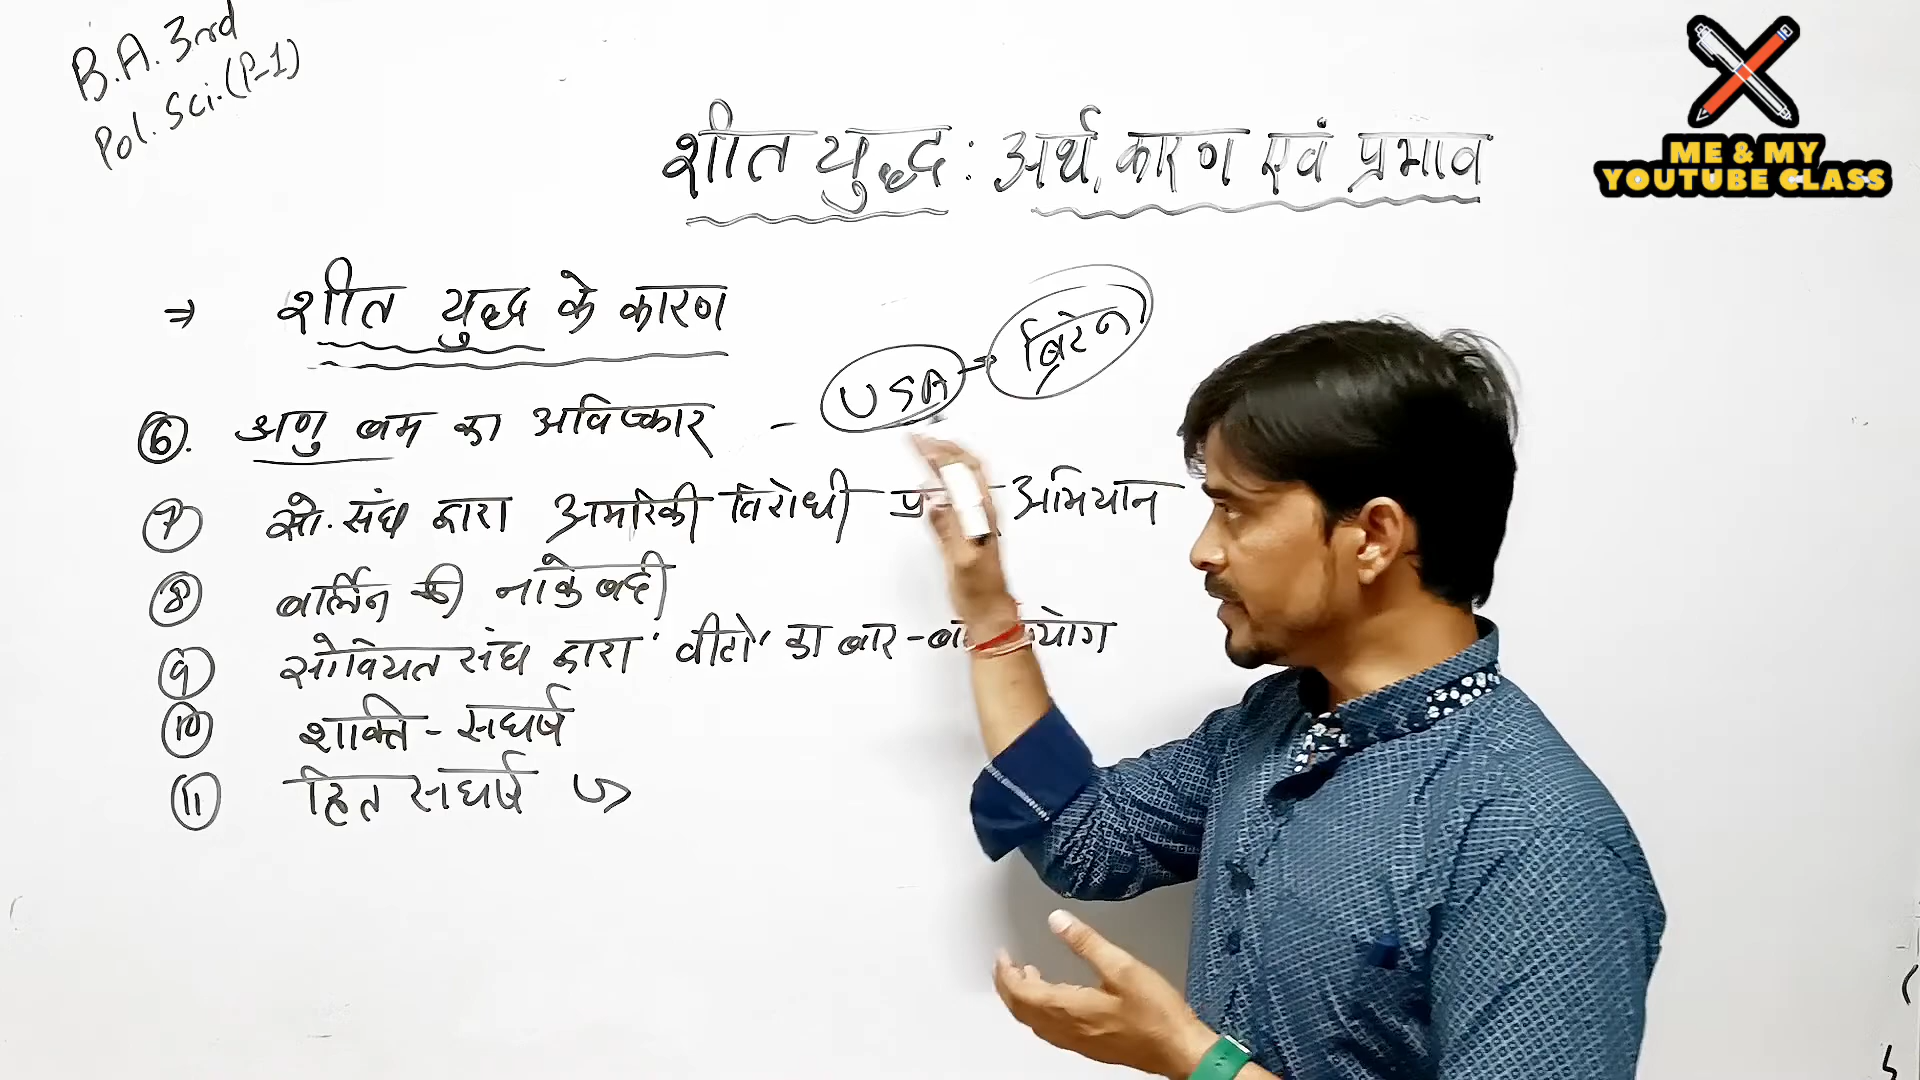 B.A. 3rd
Pol. Sci. (P-1)
ME & MY
YOUTUBE CLASS
शीत युद्ध : अर्थ, कारण एवं प्रभाव
⇒ शीत युद्ध के कारण
6. अणु बम का अविष्कार - USA → ब्रिटेन
7 सो. संघ द्वारा अमरिकी विरोधी अभियान
8 बर्लिन की नाकेबंदी
9 सोवियत संघ द्वारा 'वीटो' का बार-
10 शक्ति - संघर्ष
11 हित संघर्ष